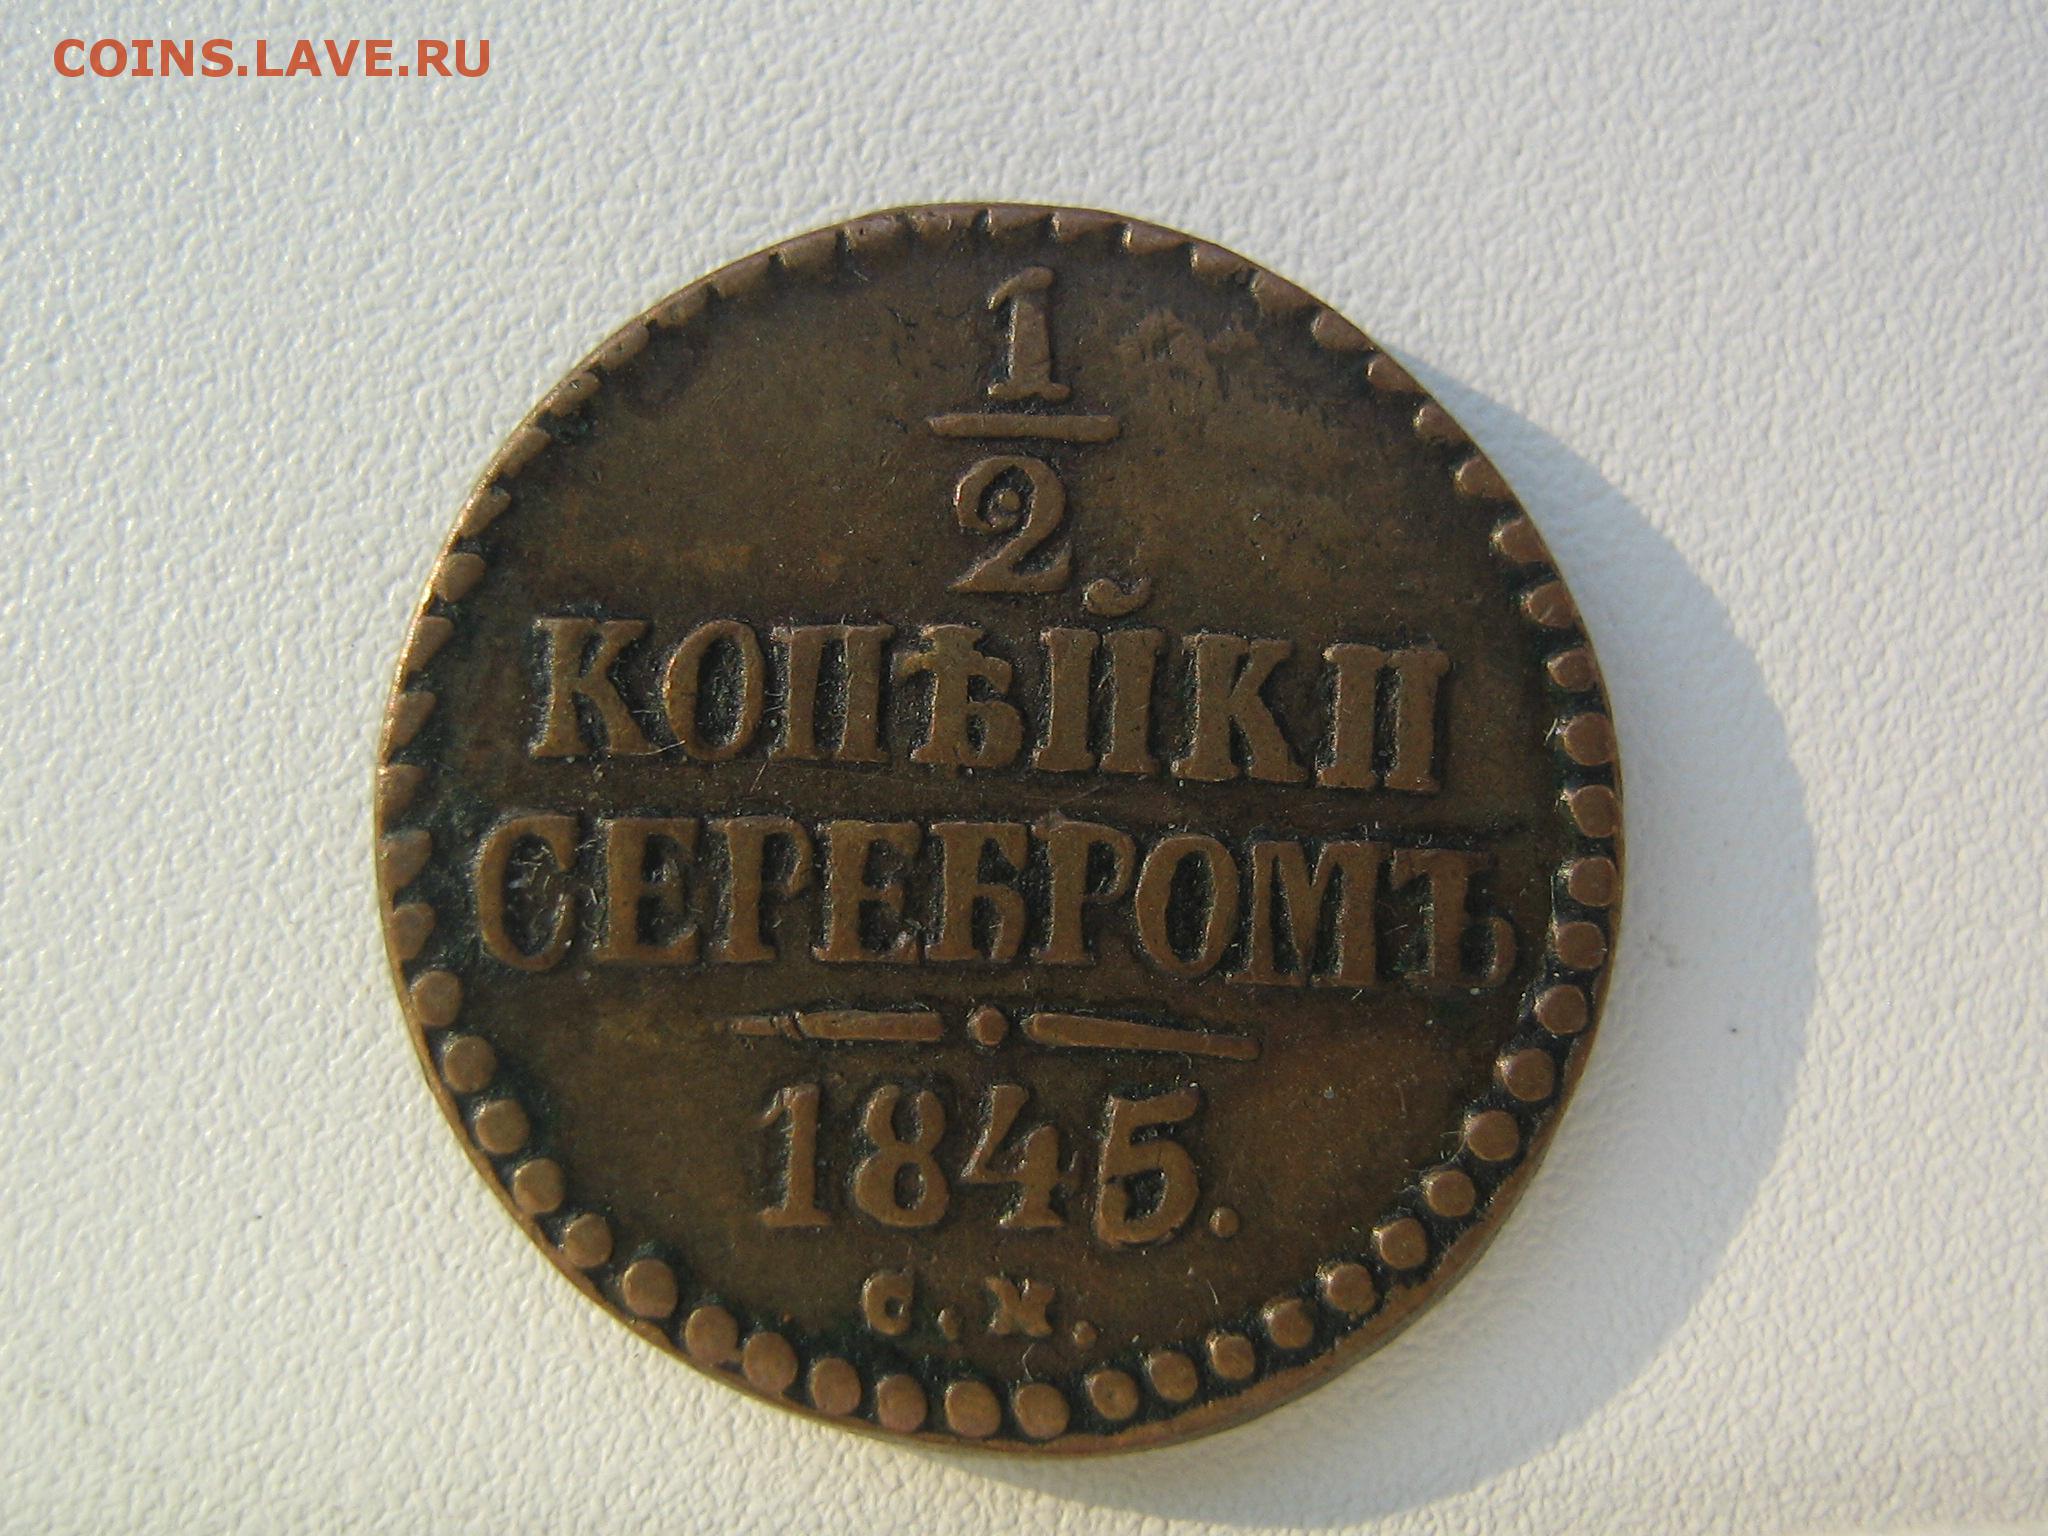 COINS.LAVE.RU
1
2.
КОПѢЙКИ
СЕРЕБРОМЪ
1845.
С. М.